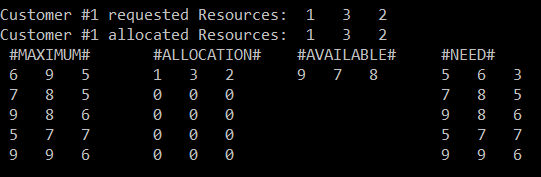 Customer #1 requested Resources:  1   3   2
Customer #1 allocated Resources:  1   3   2
#MAXIMUM#       #ALLOCATION#    #AVAILABLE#     #NEED#
6   9   5       1   3   2       9   7   8       5   6   3
7   8   5       0   0   0                       7   8   5
9   8   6       0   0   0                       9   8   6
5   7   7       0   0   0                       5   7   7
9   9   6       0   0   0                       9   9   6